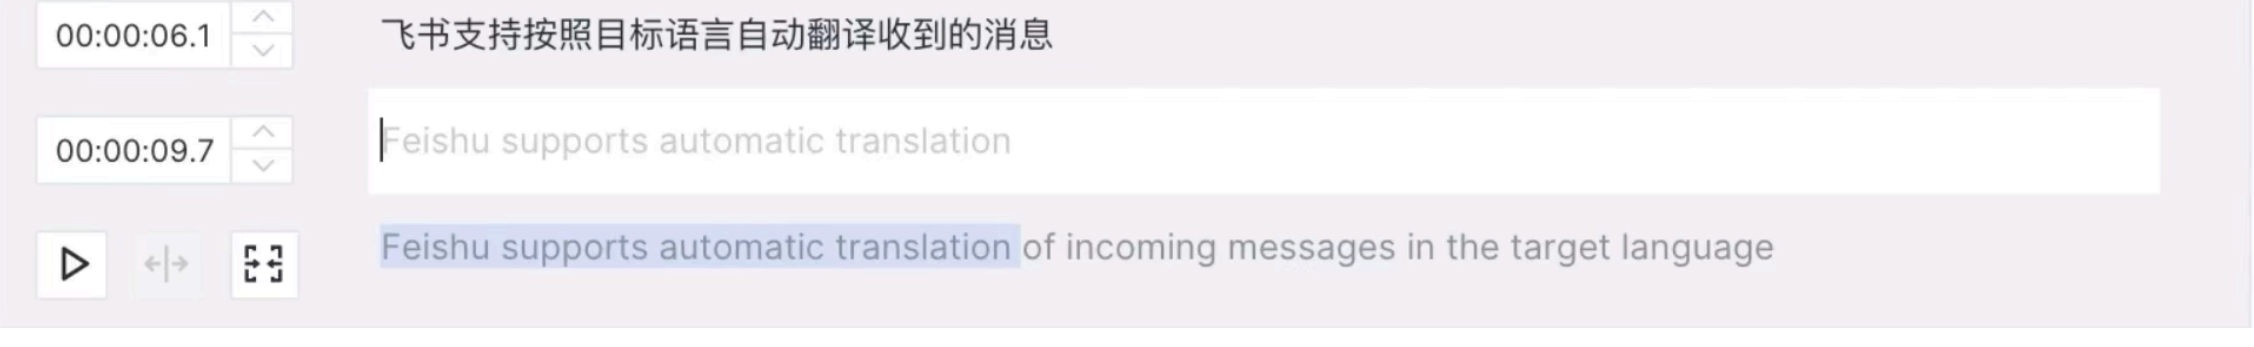 00:00:06.1
飞书支持按照目标语言自动翻译收到的消息
00:00:09.7
Feishu supports automatic translation
Feishu supports automatic translation of incoming messages in the target language